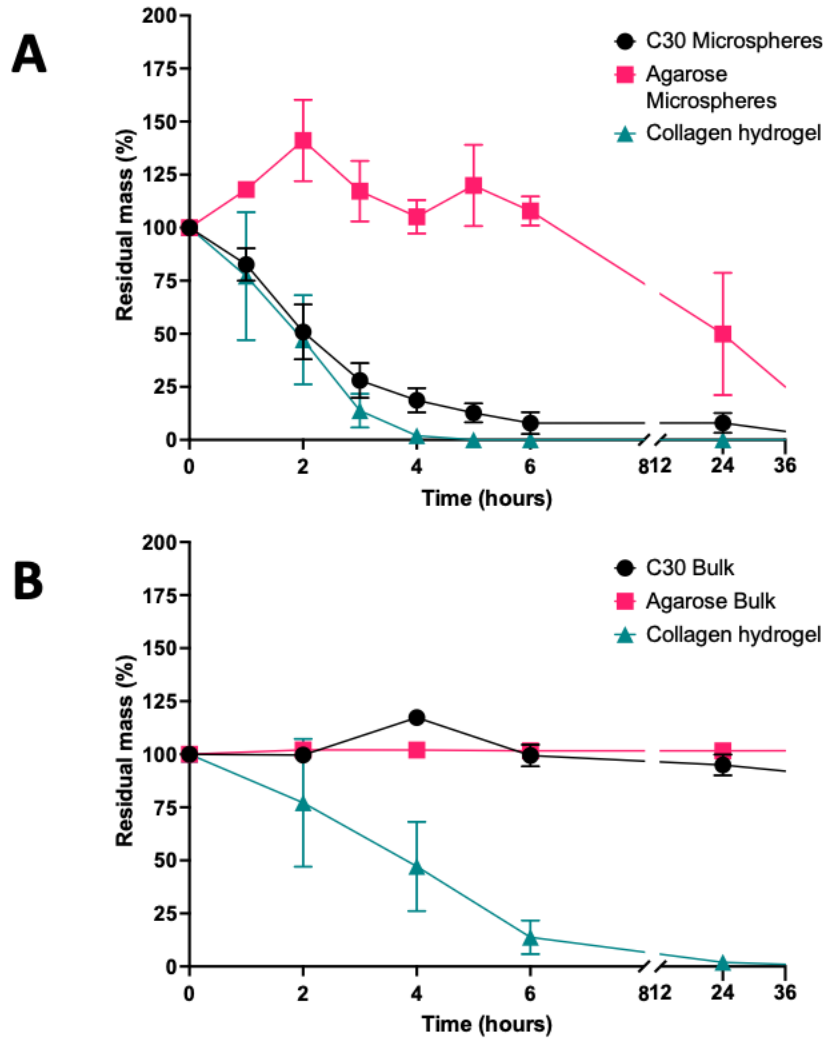 A
200
175
150
125
100
75
50
25
0
Residual mass (%)
C30 Microspheres
Agarose
Microspheres
Collagen hydrogel
0 2 4 6 812 24 36
Time (hours)
B
200
175
150
125
100
75
50
25
0
Residual mass (%)
C30 Bulk
Agarose Bulk
Collagen hydrogel
0 2 4 6 812 24 36
Time (hours)